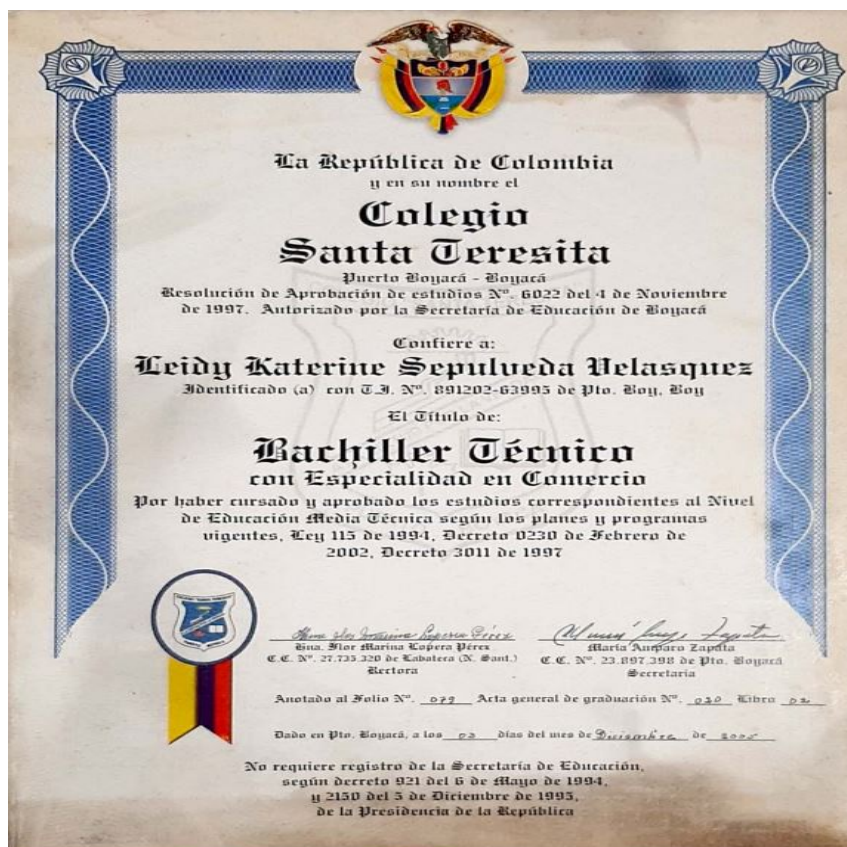 La República de Colombia
y en su nombre el
Colegio
Santa Teresita
Puerto Boyacá - Boyacá
Resolución de Aprobación de estudios Nº. 6022 del 4 de Noviembre
de 1997. Autorizado por la Secretaría de Educación de Boyacá
Confiere a:
Leidy Katerine Sepulveda Velasquez
Identificado (a) con T.I. Nº. 891202-63995 de Pto. Boy, Boy
El Título de:
Bachiller Técnico
con Especialidad en Comercio
Por haber cursado y aprobado los estudios correspondientes al Nivel
de Educación Media Técnica según los planes y programas
vigentes, Ley 115 de 1994, Decreto 0230 de Febrero de
2002, Decreto 3011 de 1997
Hna. Flor Marina Lopera Pérez
C.C. Nº. 27.735.320 de Labateca (N. Sant.)
Rectora
María Amparo Zapata
C.C. Nº. 23.897.398 de Pto. Boyacá
Secretaria
Anotado al Folio Nº. 079 Acta general de graduación Nº. 020 Libro 02
Dado en Pto. Boyacá, a los 02 días del mes de Diciembre de 2005
No requiere registro de la Secretaría de Educación,
según decreto 921 del 6 de Mayo de 1994,
y 2150 del 5 de Diciembre de 1995,
de la Presidencia de la República